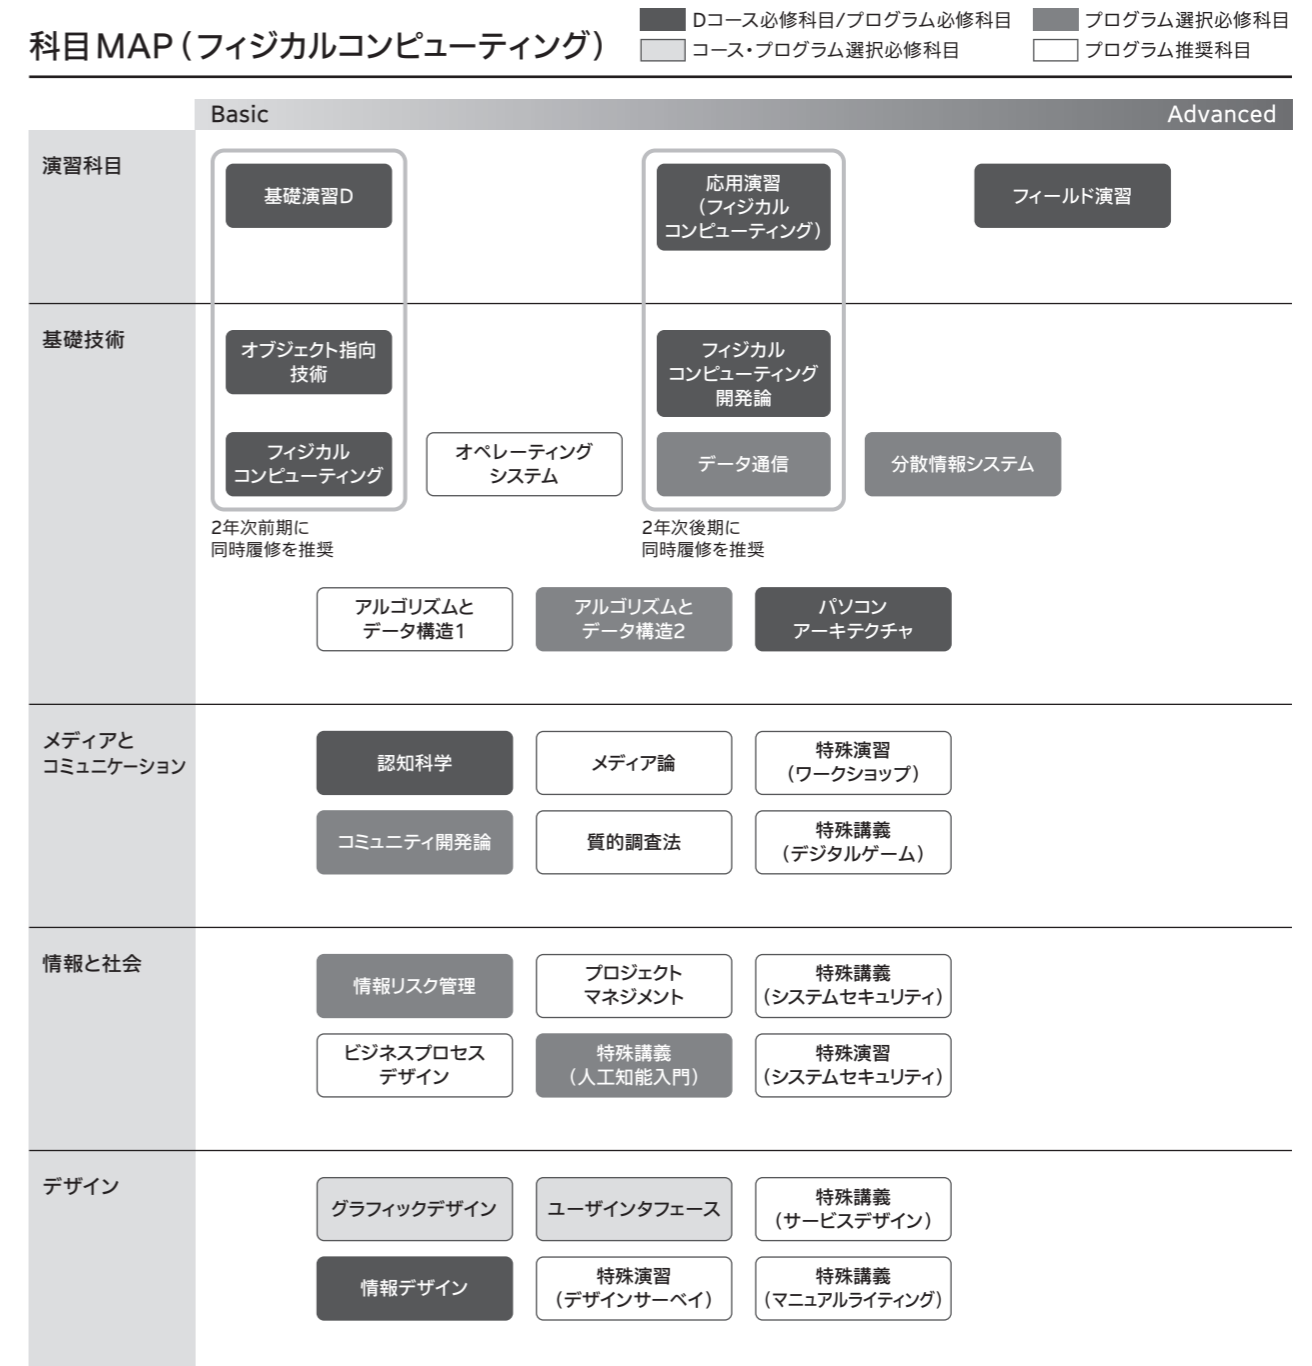 科目MAP(フィジカルコンピューティング)
Dコース必修科目/プログラム必修科目
プログラム選択必修科目
コース・プログラム選択必修科目
プログラム推奨科目
Basic
Advanced
演習科目
基礎演習D
応用演習
(フィジカル
コンピューティング)
フィールド演習
基礎技術
オブジェクト指向
技術
フィジカル
コンピューティング
開発論
フィジカル
コンピューティング
オペレーティング
システム
データ通信
分散情報システム
2年次前期に
同時履修を推奨
2年次後期に
同時履修を推奨
アルゴリズムと
データ構造1
アルゴリズムと
データ構造2
パソコン
アーキテクチャ
メディアと
コミュニケーション
認知科学
メディア論
特殊演習
(ワークショップ)
コミュニティ開発論
質的調査法
特殊講義
(デジタルゲーム)
情報と社会
情報リスク管理
プロジェクト
マネジメント
特殊講義
(システムセキュリティ)
ビジネスプロセス
デザイン
特殊講義
(人工知能入門)
特殊演習
(システムセキュリティ)
デザイン
グラフィックデザイン
ユーザインタフェース
特殊講義
(サービスデザイン)
情報デザイン
特殊演習
(デザインサーベイ)
特殊講義
(マニュアルライティング)